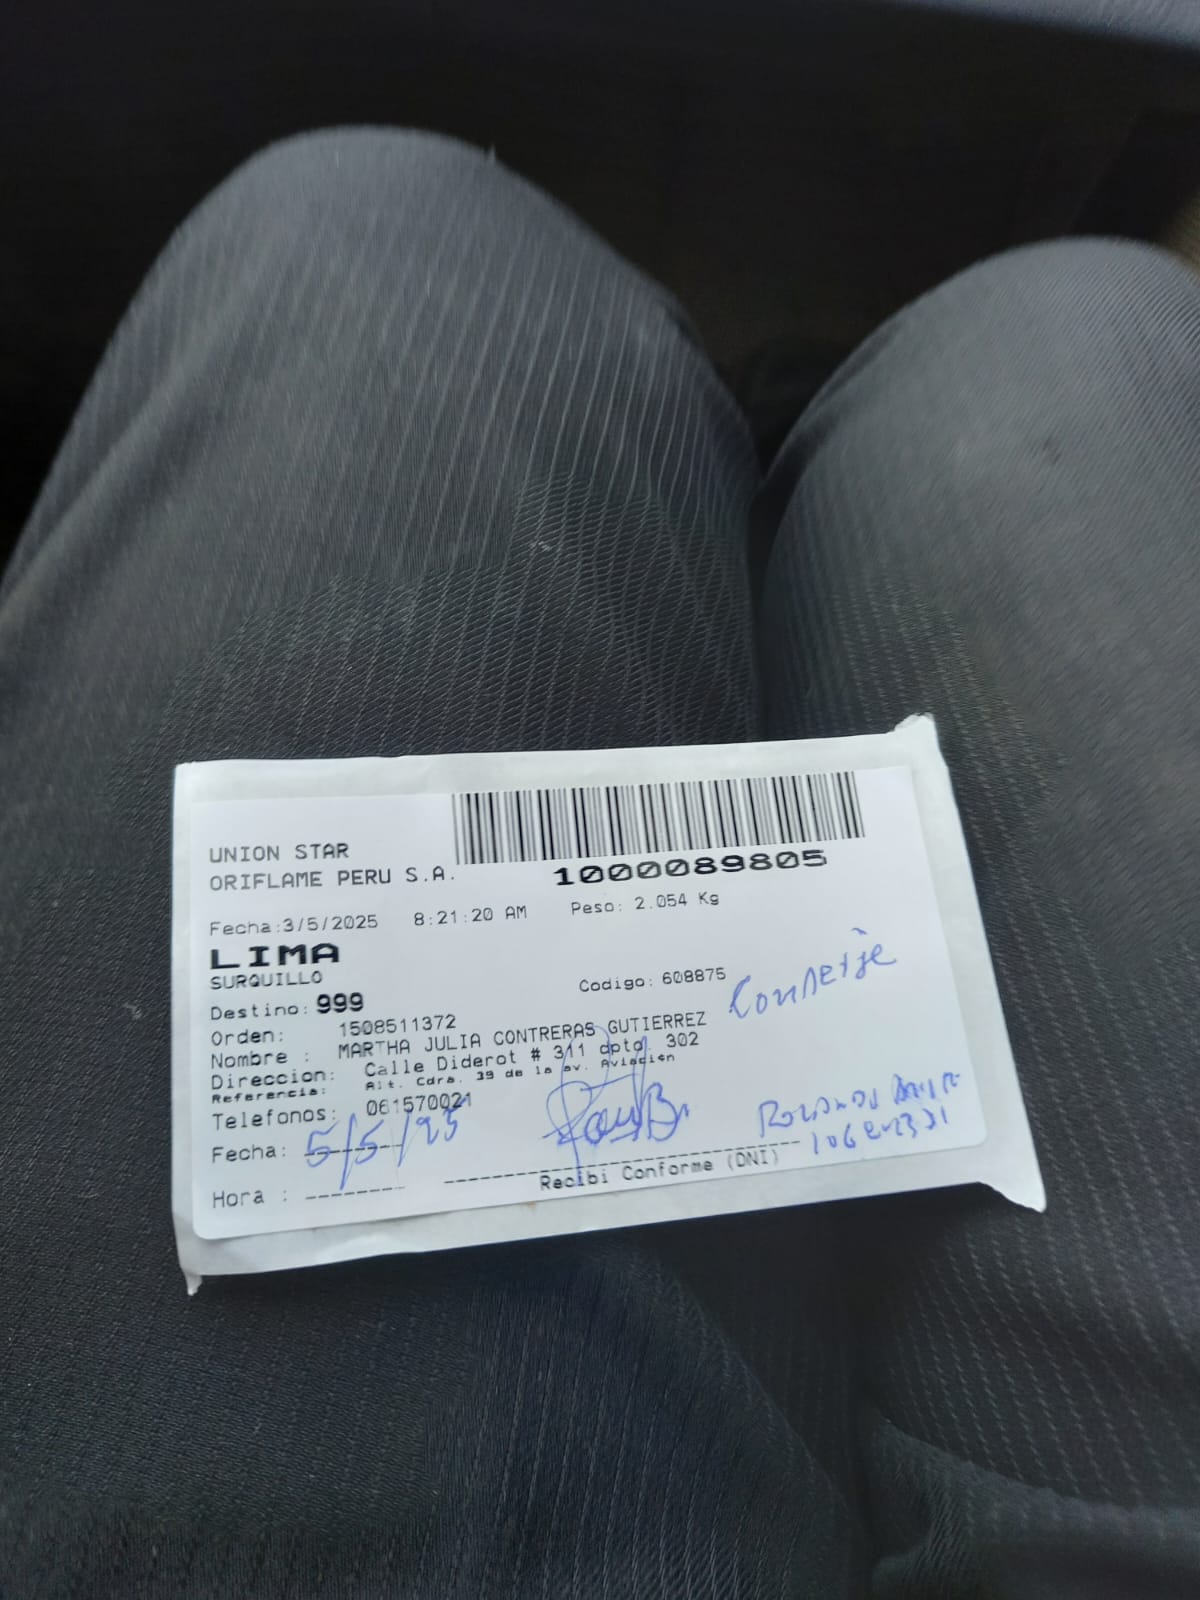 UNION STAR
ORIFLAME PERU S.A.
1000089805
Fecha:3/5/2025 8:21:20 AM Peso: 2.054 Kg
LIMA
SURQUILLO
Destino: 999 Codigo: 608875
Conserje
Orden: 1508511372
Nombre : MARTHA JULIA CONTRERAS GUTIERREZ
Direccion: Calle Diderot # 311 dpto. 302
Referencia: Alt. Cdra. 39 de la av. Aviación
Telefonos: 061570021
Fecha: 5/5/25
Hora :
Recibi Conforme (DNI)